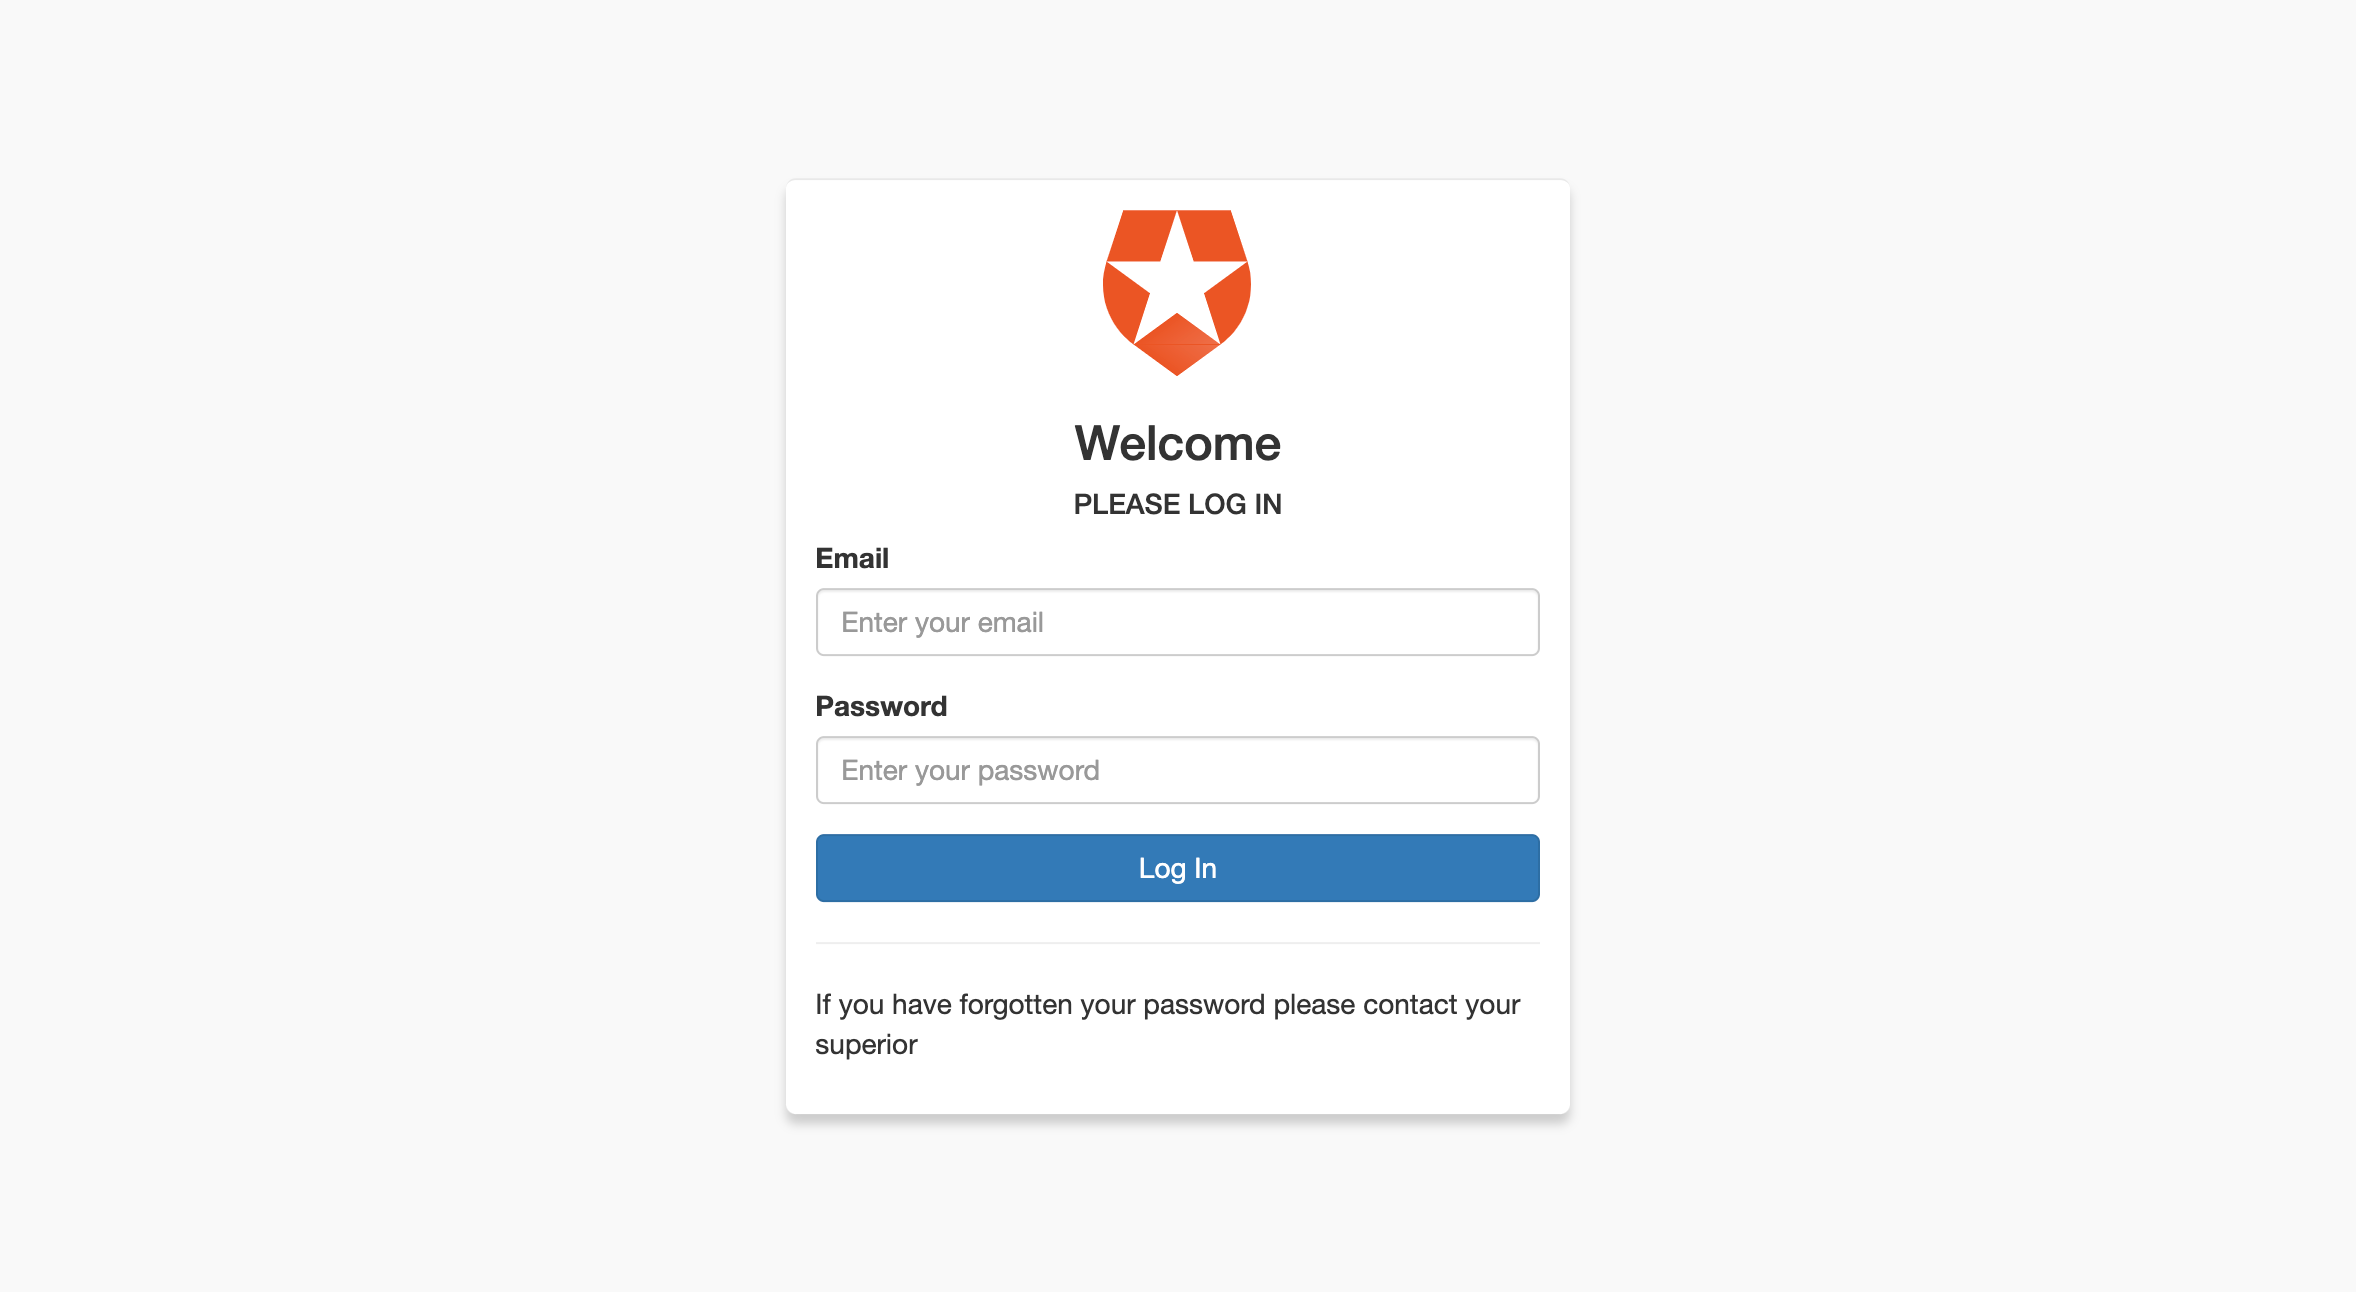 Welcome
PLEASE LOG IN
Email
Enter your email
Password
Enter your password
Log In
If you have forgotten your password please contact your
superior